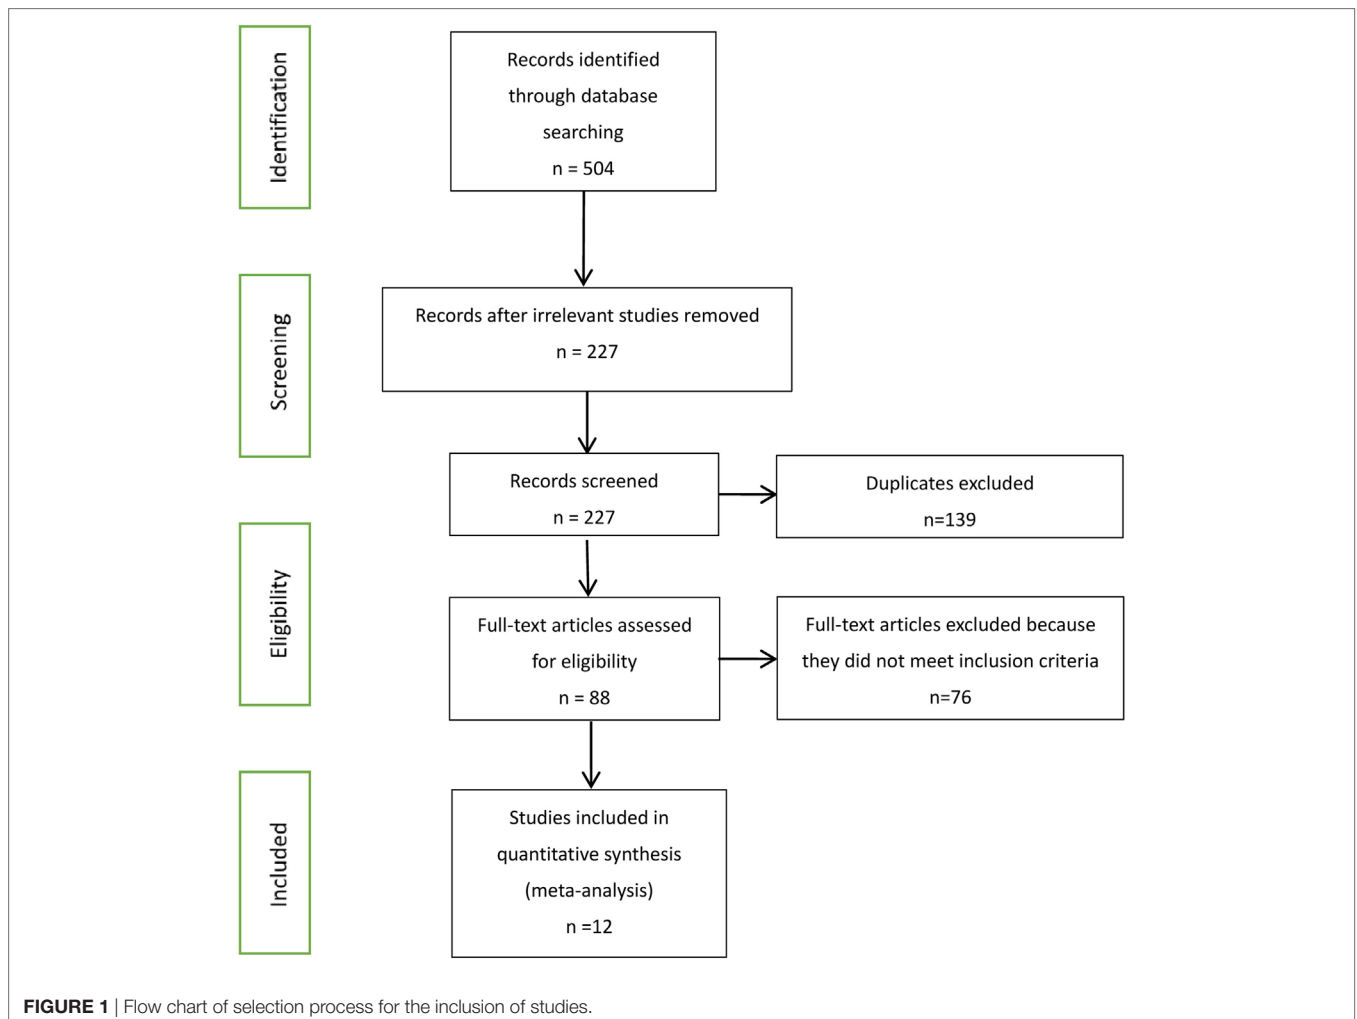 Identification
Records identified
through database
searching
n = 504
Screening
Records after irrelevant studies removed
n = 227
Records screened
n = 227
Duplicates excluded
n=139
Eligibility
Full-text articles assessed
for eligibility
n = 88
Full-text articles excluded because
they did not meet inclusion criteria
n=76
Included
Studies included in
quantitative synthesis
(meta-analysis)
n =12
FIGURE 1 | Flow chart of selection process for the inclusion of studies.